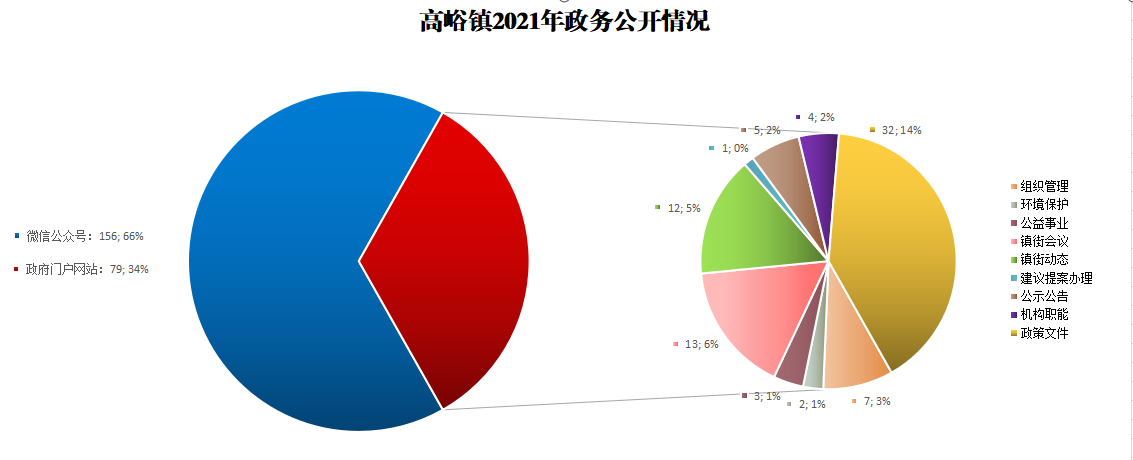 高峪镇2021年政务公开情况
4; 2%
5; 2%
32; 14%
1; 0%
组织管理
环境保护
12; 5%
公益事业
微信公众号：156; 66%
镇街会议
镇街动态
政府门户网站：79; 34%
建议提案办理
公示公告
机构职能
政策文件
13; 6%
3; 1%
2; 1%
7; 3%